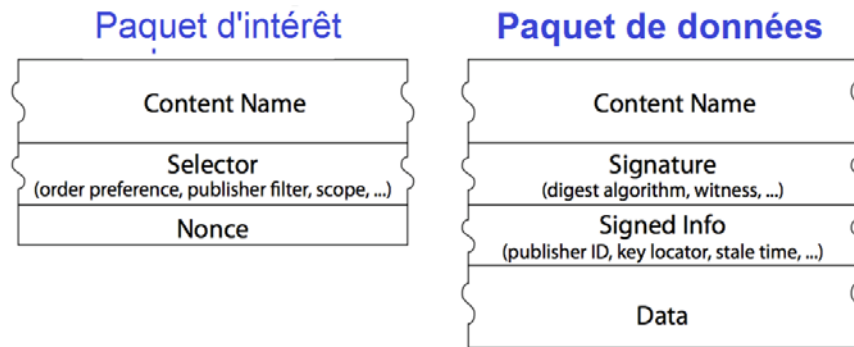 Paquet d'intérêt
Content Name
Selector
(order preference, publisher filter, scope, ...)
Nonce
Paquet de données
Content Name
Signature
(digest algorithm, witness, ...)
Signed Info
(publisher ID, key locator, stale time, ...)
Data